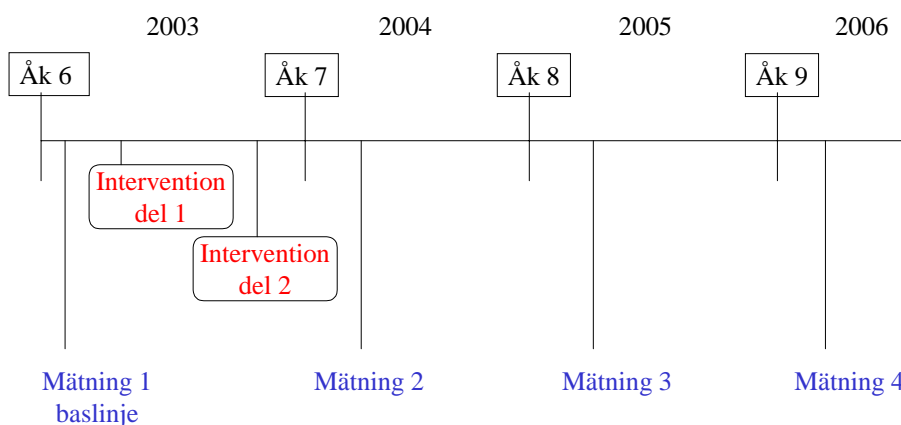 2003 2004 2005 2006
Åk 6 Åk 7 Åk 8 Åk 9
Intervention
del 1
Intervention
del 2
Mätning 1 Mätning 2 Mätning 3 Mätning 4
baslinje